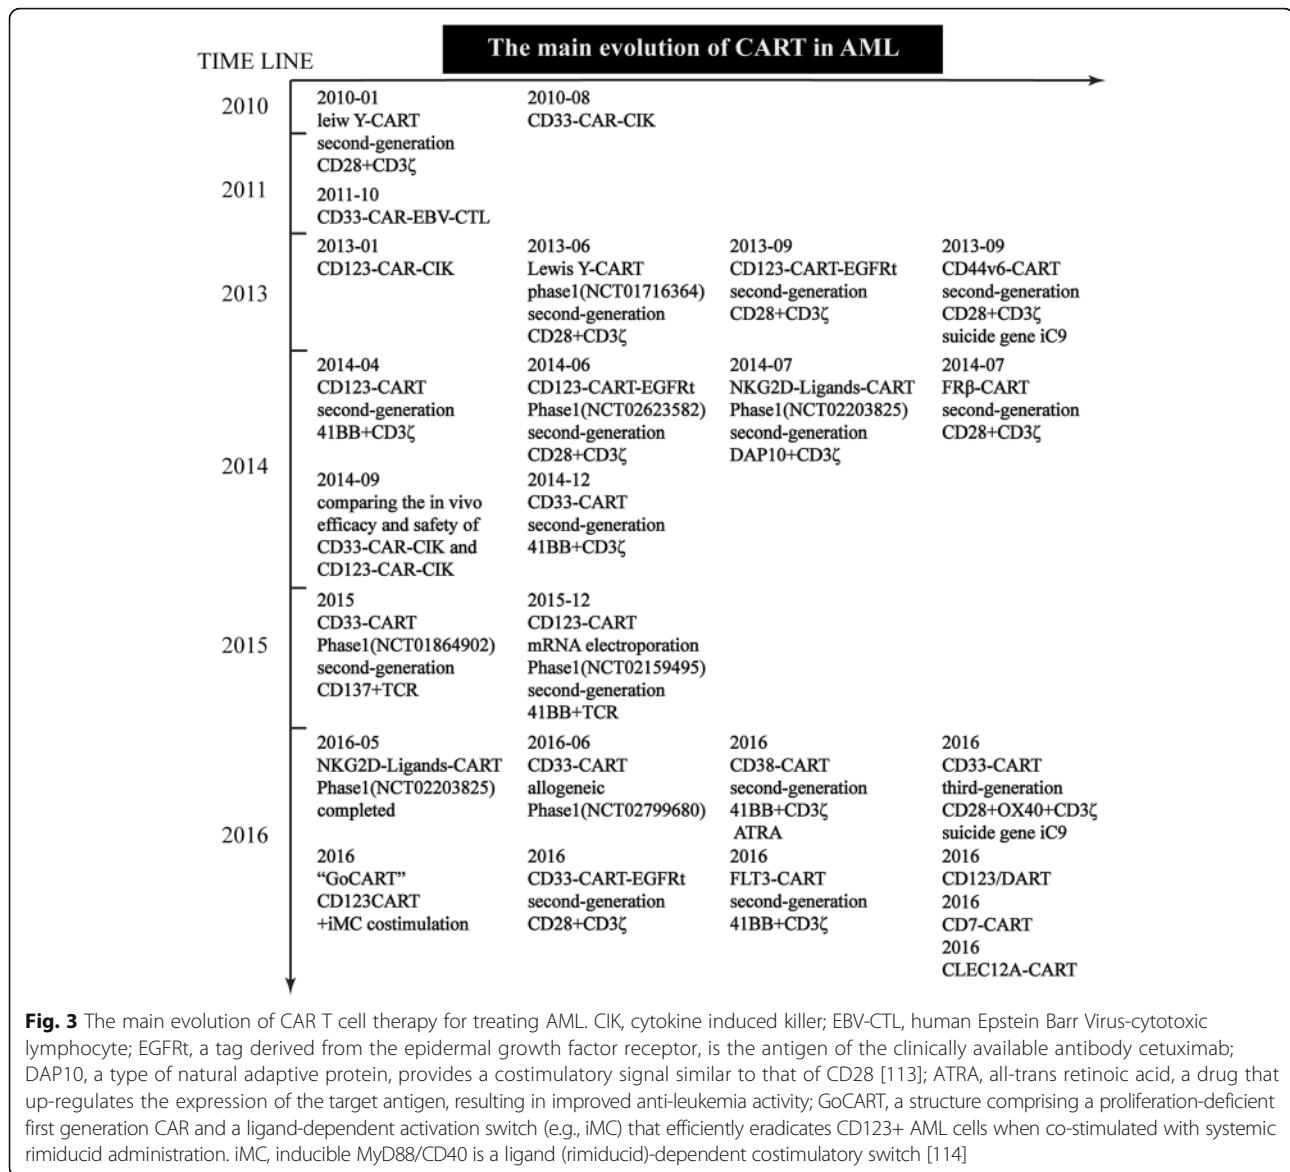 The main evolution of CART in AML
TIME LINE
2010
2010-01
leiw Y-CART
second-generation
CD28+CD3ζ
2010-08
CD33-CAR-CIK
2011
2011-10
CD33-CAR-EBV-CTL
2013
2013-01
CD123-CAR-CIK
2013-06
Lewis Y-CART
phase1(NCT01716364)
second-generation
CD28+CD3ζ
2013-09
CD123-CART-EGFRt
second-generation
CD28+CD3ζ
2013-09
CD44v6-CART
second-generation
CD28+CD3ζ
suicide gene iC9
2014
2014-04
CD123-CART
second-generation
41BB+CD3ζ
2014-06
CD123-CART-EGFRt
Phase1(NCT02623582)
second-generation
CD28+CD3ζ
2014-07
NKG2D-Ligands-CART
Phase1(NCT02203825)
second-generation
DAP10+CD3ζ
2014-07
FRβ-CART
second-generation
CD28+CD3ζ
2014-09
comparing the in vivo
efficacy and safety of
CD33-CAR-CIK and
CD123-CAR-CIK
2014-12
CD33-CART
second-generation
41BB+CD3ζ
2015
2015
CD33-CART
Phase1(NCT01864902)
second-generation
CD137+TCR
2015-12
CD123-CART
mRNA electroporation
Phase1(NCT02159495)
second-generation
41BB+TCR
2016
2016-05
NKG2D-Ligands-CART
Phase1(NCT02203825)
completed
2016-06
CD33-CART
allogeneic
Phase1(NCT02799680)
2016
CD38-CART
second-generation
41BB+CD3ζ
ATRA
2016
CD33-CART
third-generation
CD28+OX40+CD3ζ
suicide gene iC9
2016
“GoCART”
CD123CART
+iMC costimulation
2016
CD33-CART-EGFRt
second-generation
CD28+CD3ζ
2016
FLT3-CART
second-generation
41BB+CD3ζ
2016
CD123/DART
2016
CD7-CART
2016
CLEC12A-CART
Fig. 3 The main evolution of CAR T cell therapy for treating AML. CIK, cytokine induced killer; EBV-CTL, human Epstein Barr Virus-cytotoxic
lymphocyte; EGFRt, a tag derived from the epidermal growth factor receptor, is the antigen of the clinically available antibody cetuximab;
DAP10, a type of natural adaptive protein, provides a costimulatory signal similar to that of CD28 [113]; ATRA, all-trans retinoic acid, a drug that
up-regulates the expression of the target antigen, resulting in improved anti-leukemia activity; GoCART, a structure comprising a proliferation-deficient
first generation CAR and a ligand-dependent activation switch (e.g., iMC) that efficiently eradicates CD123+ AML cells when co-stimulated with systemic
rimiducid administration. iMC, inducible MyD88/CD40 is a ligand (rimiducid)-dependent costimulatory switch [114]